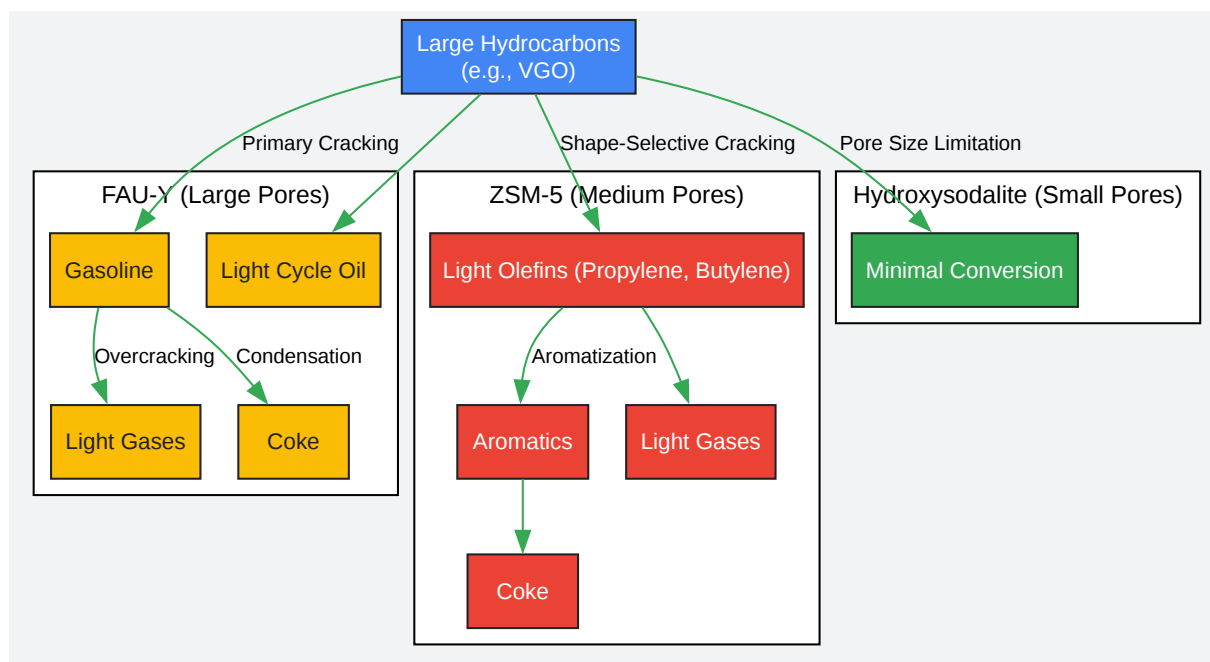 Large Hydrocarbons
(e.g., VGO)
Primary Cracking
Shape-Selective Cracking
Pore Size Limitation
FAU-Y (Large Pores)
ZSM-5 (Medium Pores)
Hydroxysodalite (Small Pores)
Gasoline
Light Cycle Oil
Light Olefins (Propylene, Butylene)
Minimal Conversion
Overcracking
Condensation
Aromatization
Light Gases
Coke
Aromatics
Light Gases
Coke